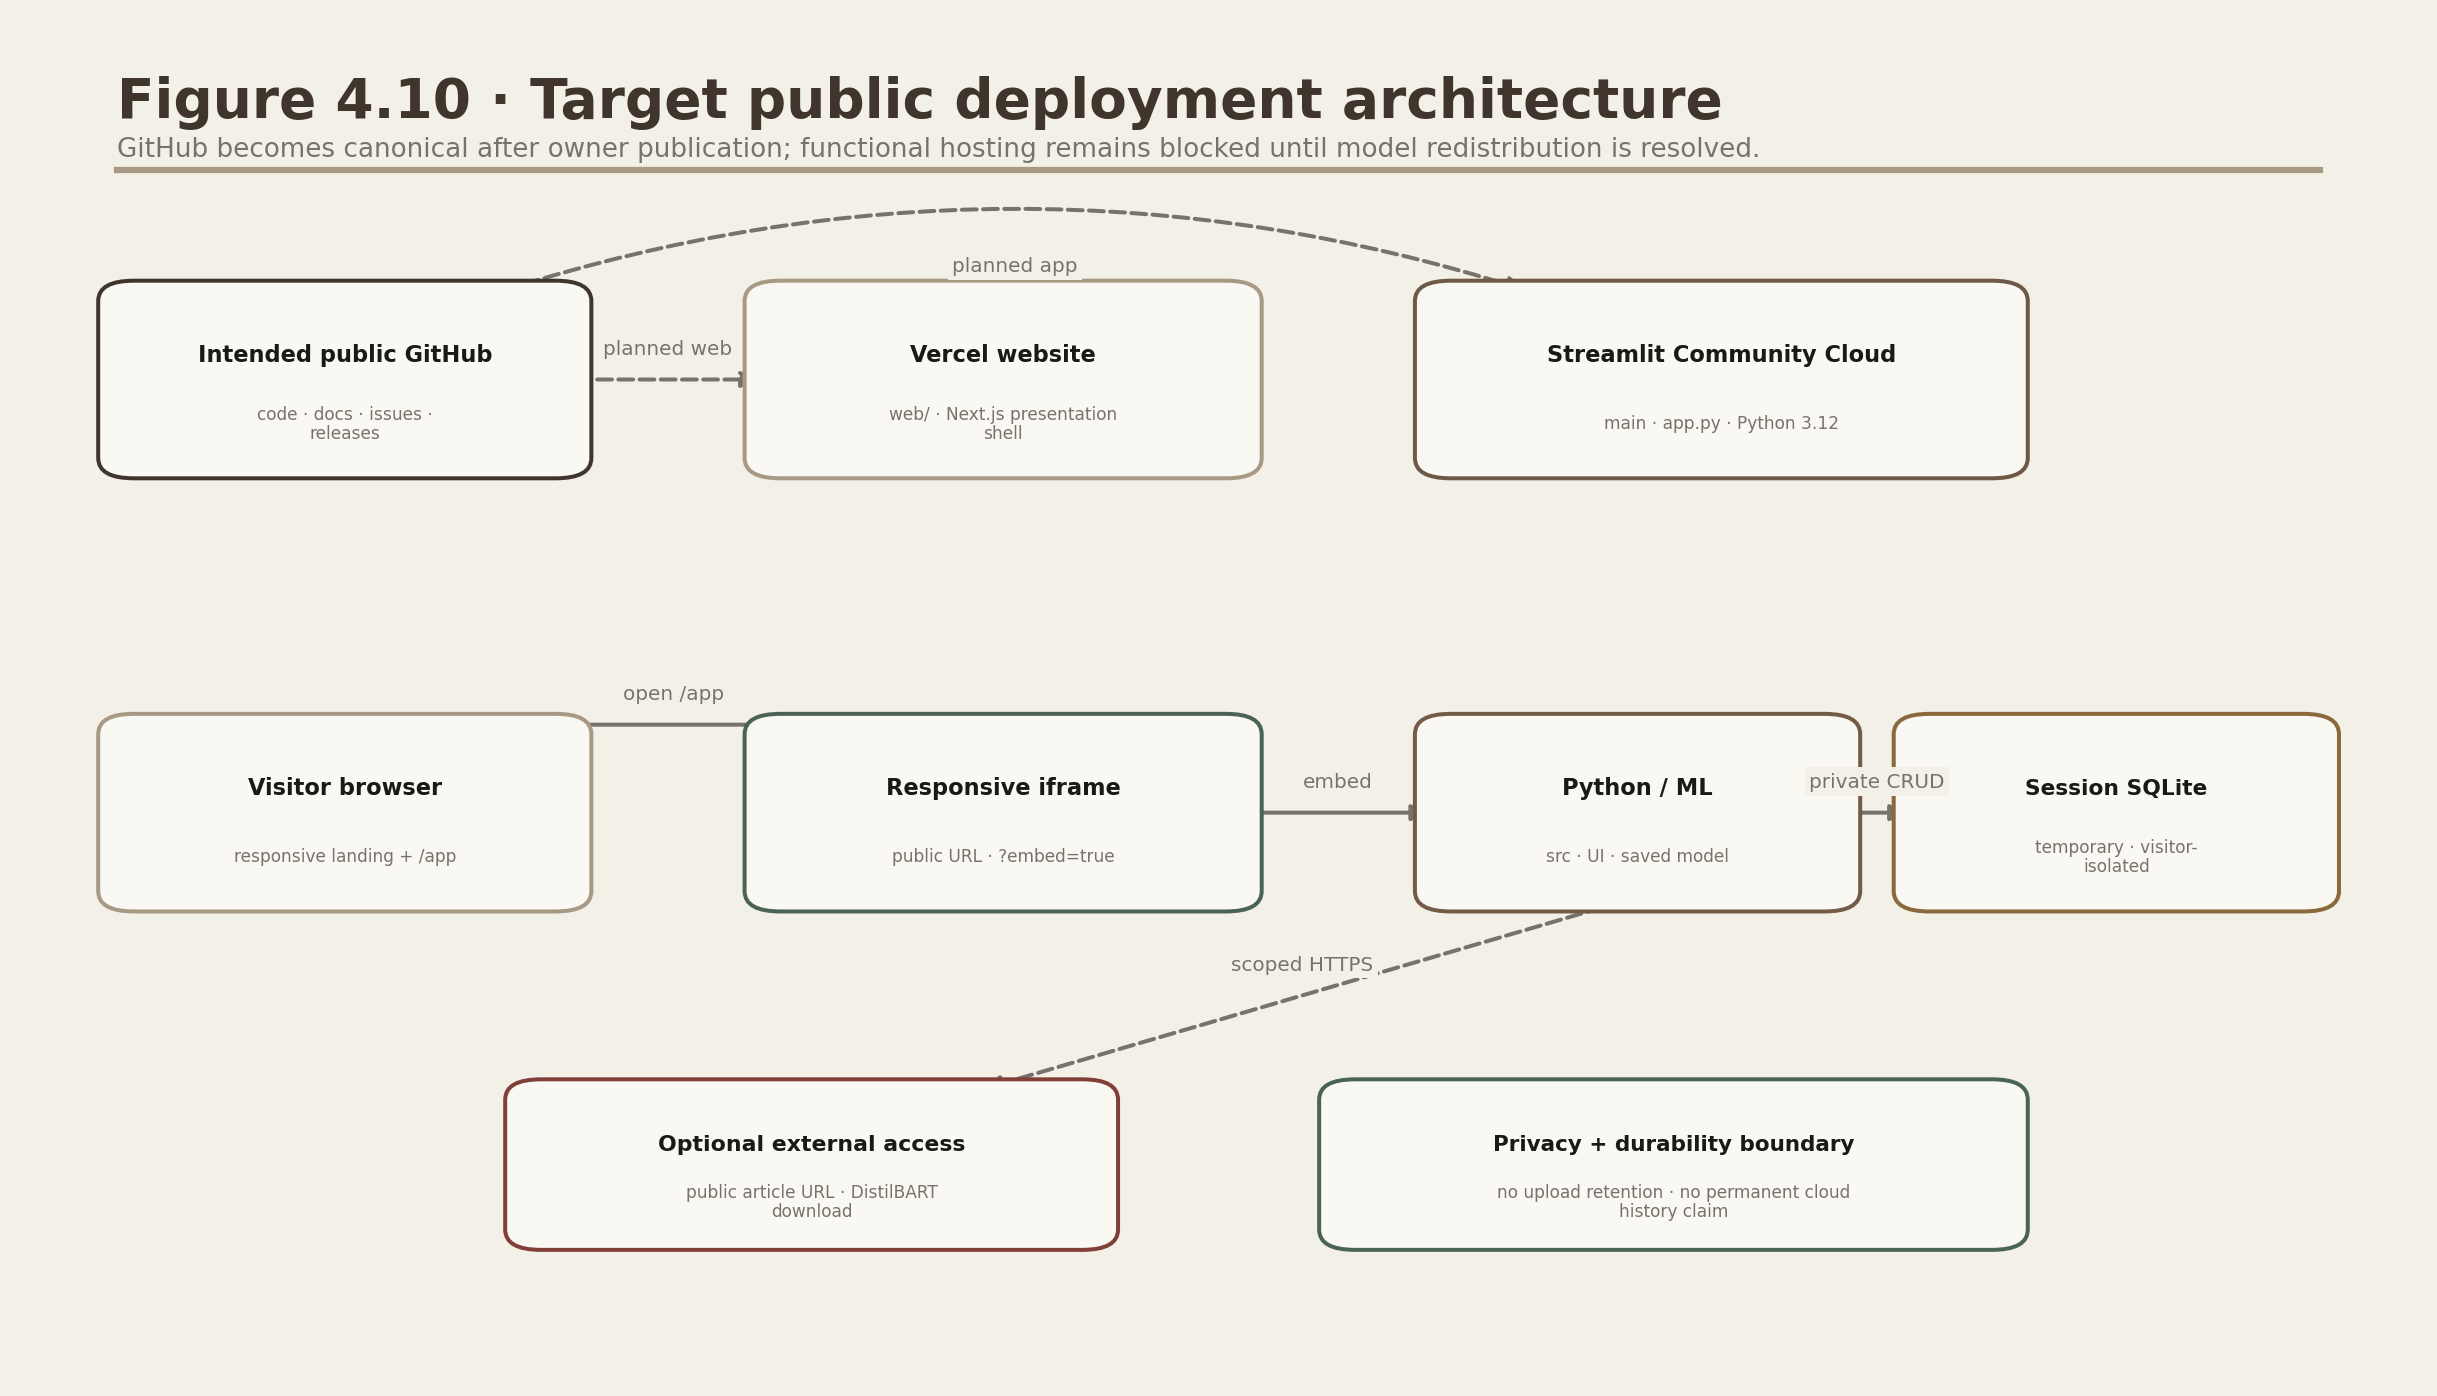 Figure 4.10 · Target public deployment architecture
GitHub becomes canonical after owner publication; functional hosting remains blocked until model redistribution is resolved.
planned app
Intended public GitHub
code · docs · issues ·
releases
planned web
Vercel website
web/ · Next.js presentation
shell
Streamlit Community Cloud
main · app.py · Python 3.12
open /app
Visitor browser
responsive landing + /app
Responsive iframe
public URL · ?embed=true
embed
Python / ML
src · UI · saved model
private CRUD
Session SQLite
temporary · visitor-
isolated
scoped HTTPS
Optional external access
public article URL · DistilBART
download
Privacy + durability boundary
no upload retention · no permanent cloud
history claim